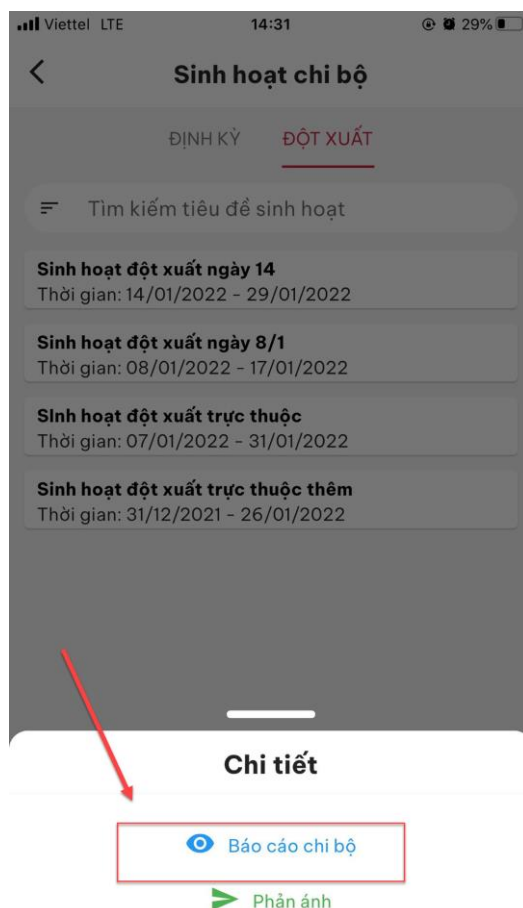 Viettel LTE 14:31 29%
Sinh hoạt chi bộ
ĐỊNH KỲ ĐỘT XUẤT
Tìm kiếm tiêu đề sinh hoạt
Sinh hoạt đột xuất ngày 14
Thời gian: 14/01/2022 - 29/01/2022
Sinh hoạt đột xuất ngày 8/1
Thời gian: 08/01/2022 - 17/01/2022
SInh hoạt đột xuất trực thuộc
Thời gian: 07/01/2022 - 31/01/2022
Sinh hoạt đột xuất trực thuộc thêm
Thời gian: 31/12/2021 - 26/01/2022
Chi tiết
Báo cáo chi bộ
Phản ánh